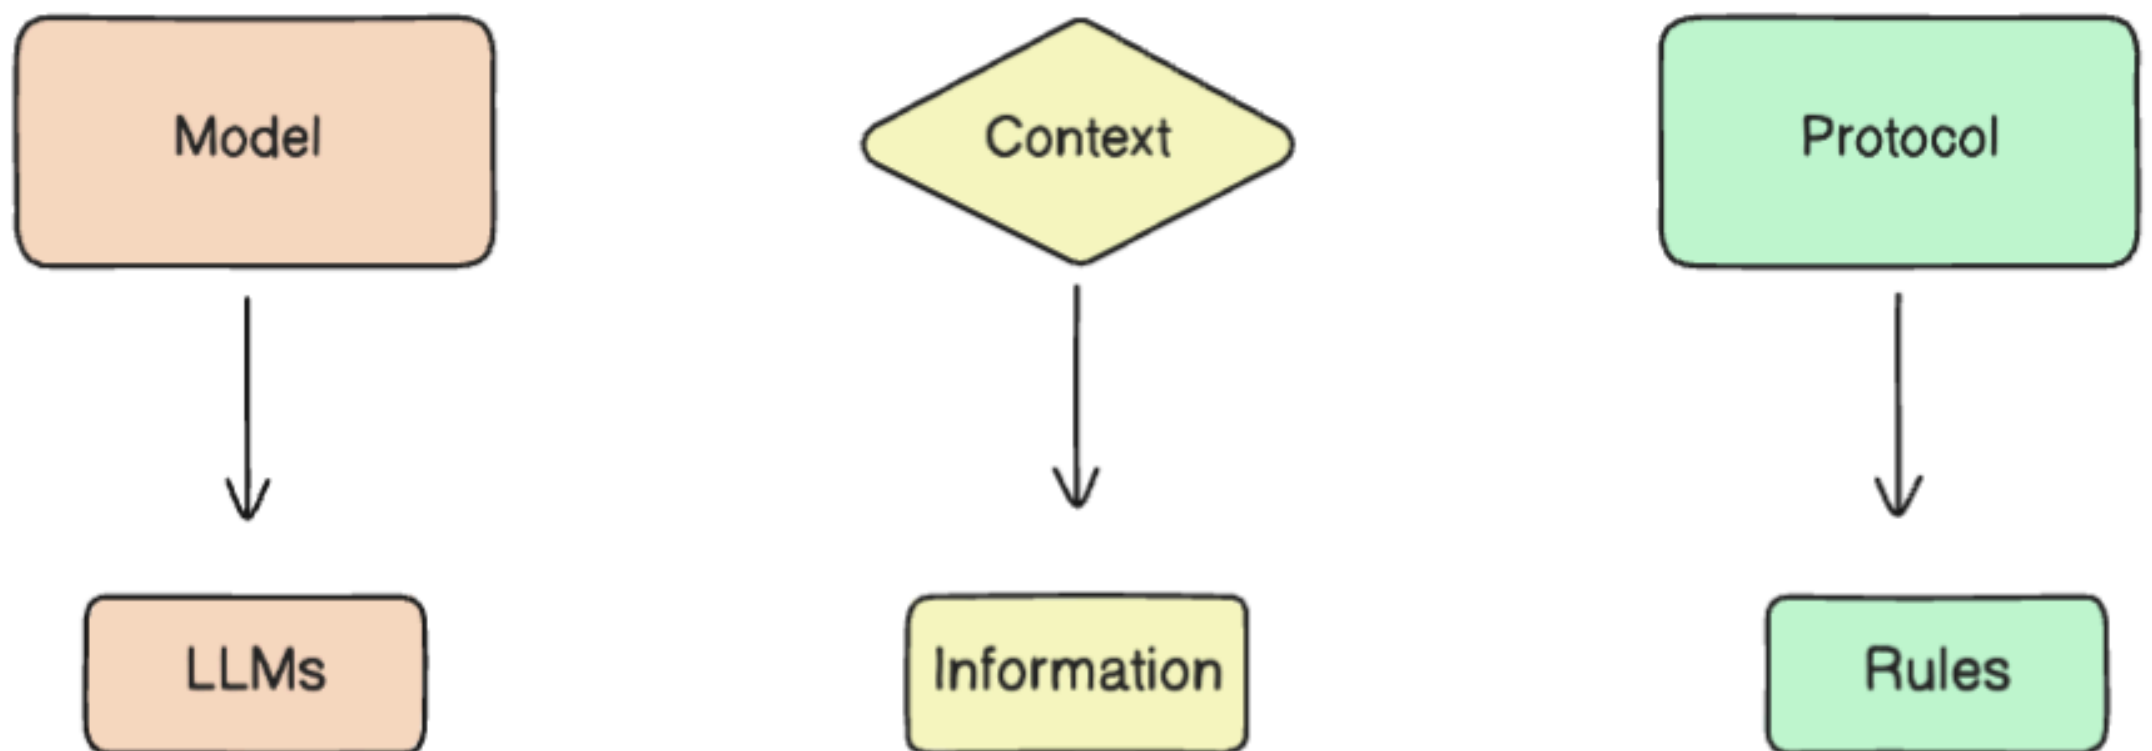 Model
Context
Protocol
LLMs
Information
Rules